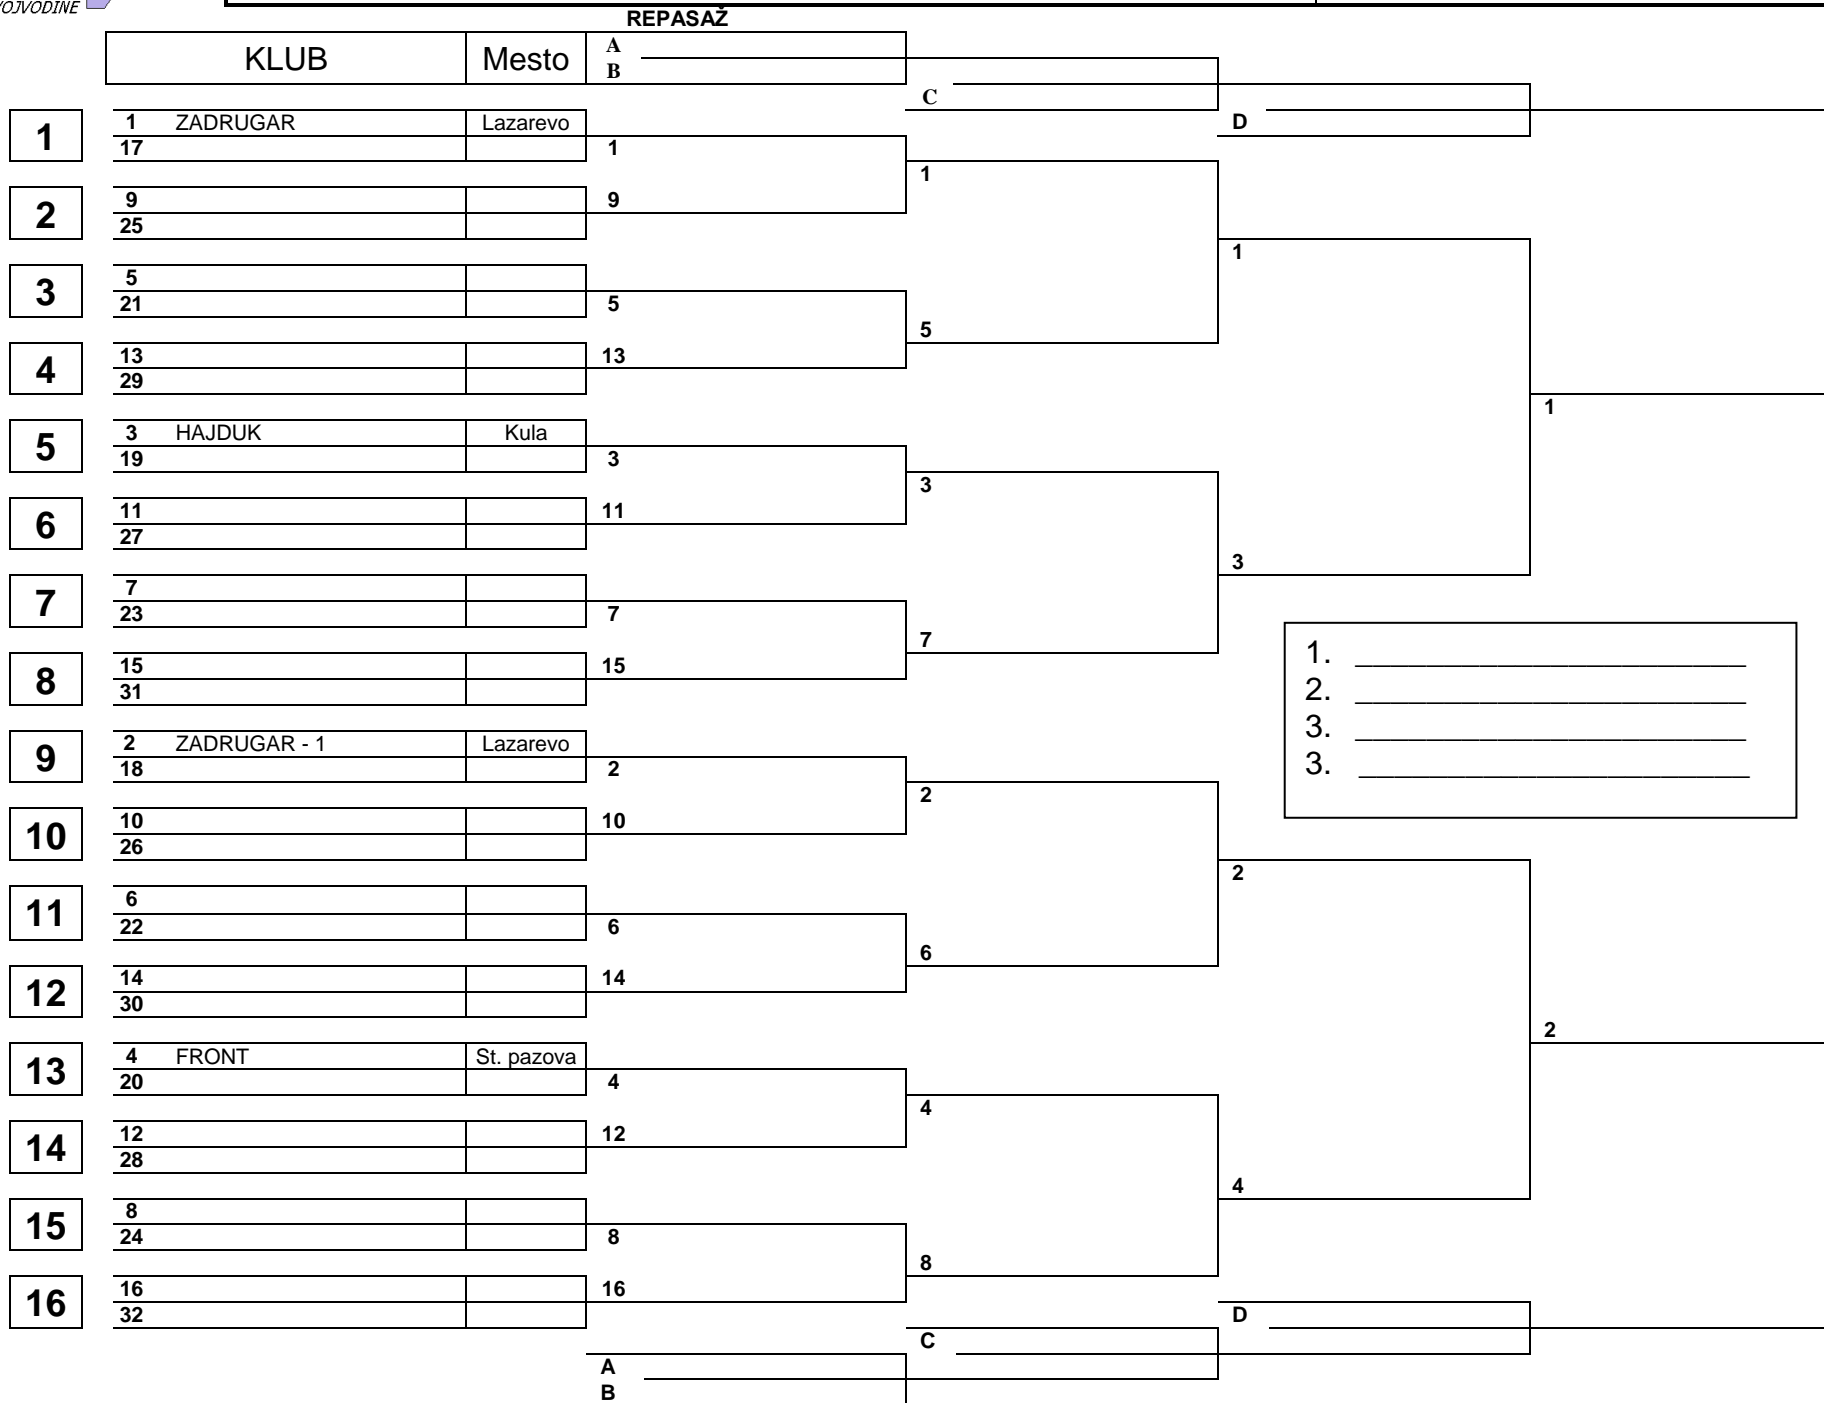 VOJVODINE
REPASAŽ
KLUB Mesto A
B
C
D
1 1 ZADRUGAR Lazarevo
17 1
1
2 9 9
25
1
3 5
21 5
5
4 13 13
29
1
5 3 HAJDUK Kula
19 3
3
6 11 11
27
3
7 7
23 7
7
8 15 15
31
1. ________________________
2. ________________________
3. ________________________
3. ________________________
9 2 ZADRUGAR - 1 Lazarevo
18 2
2
10 10 10
26
2
11 6
22 6
6
12 14 14
30
2
13 4 FRONT St. pazova
20 4
4
14 12 12
28
4
15 8
24 8
8
16 16 16
32
D
C
A
B